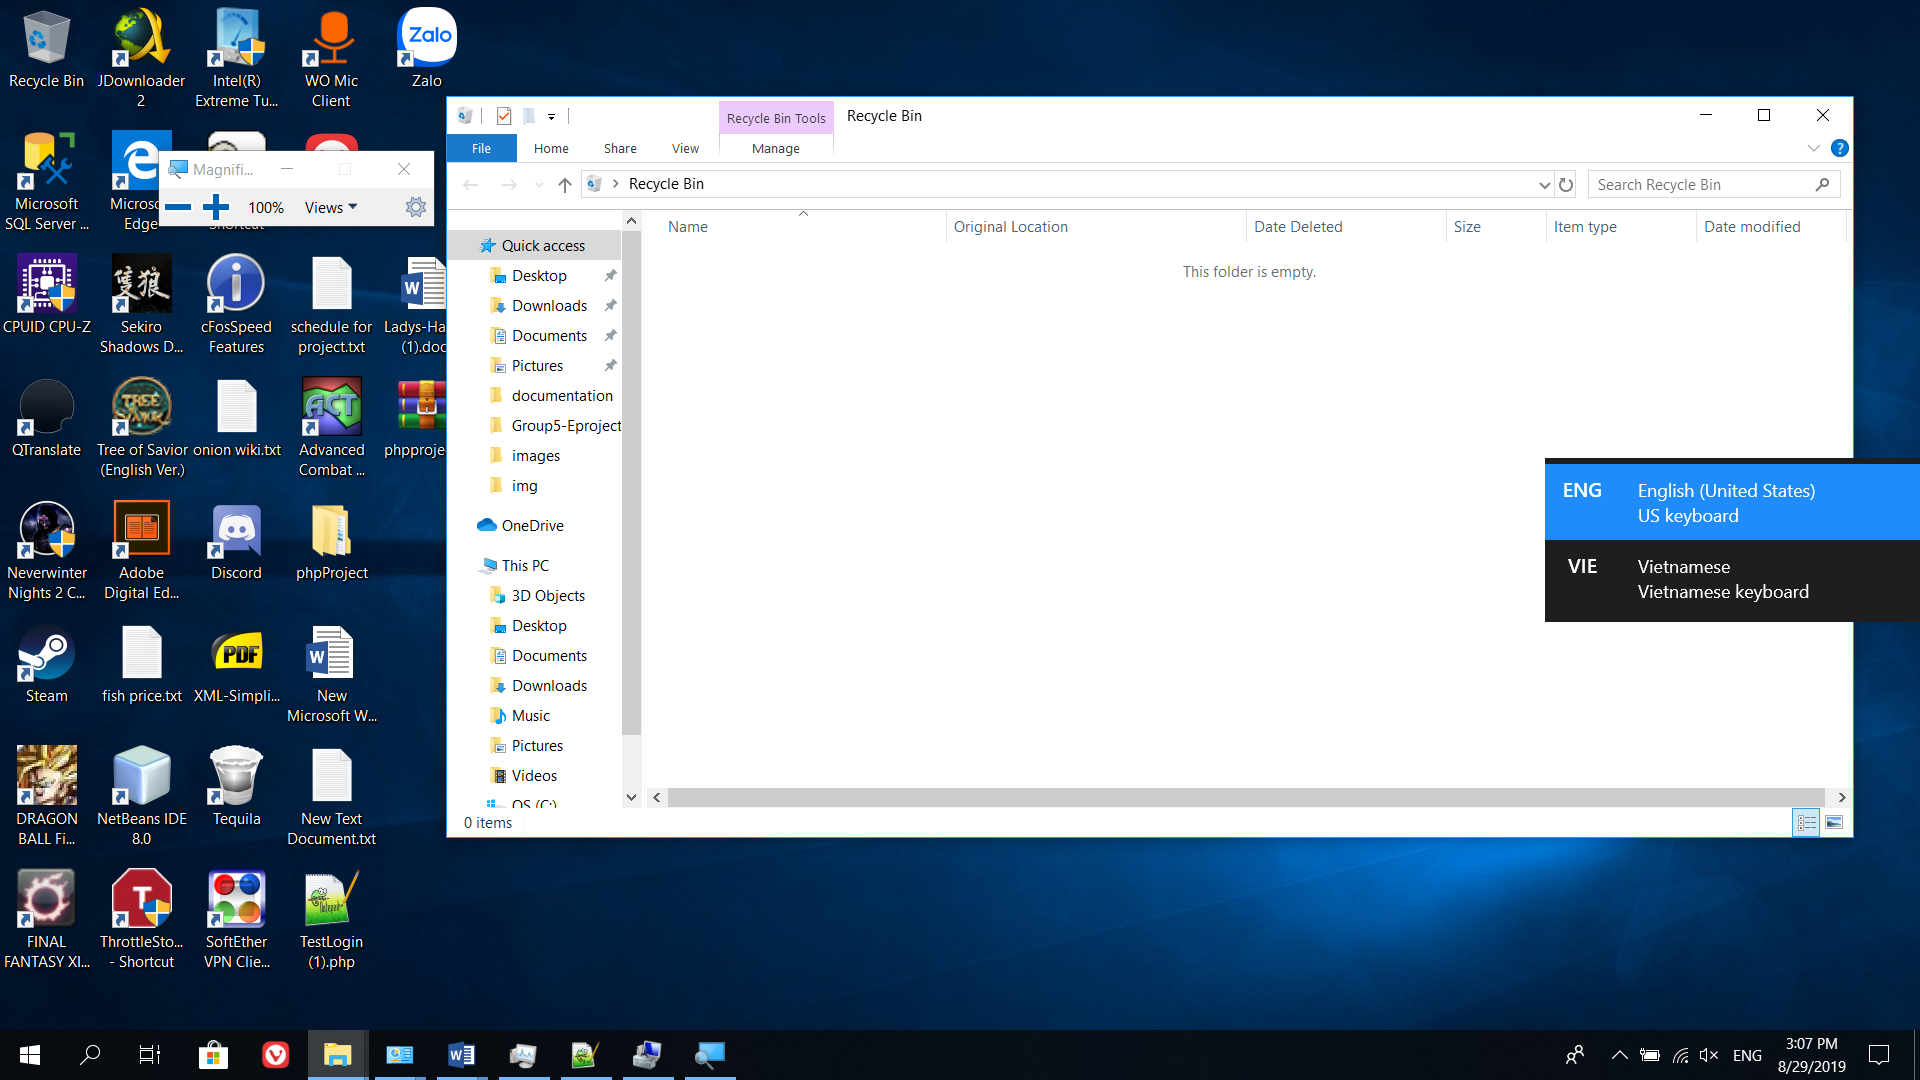 Recycle Bin
JDownloader
2
Intel(R)
Extreme Tu...
WO Mic
Client
Zalo
Zalo
Microsoft
SQL Server ...
Microso
Edge
Shortcut
Magnifi...
100%
Views
CPUID CPU-Z
Sekiro
Shadows D...
cFosSpeed
Features
schedule for
project.txt
Ladys-Ha
(1).doc
QTranslate
Tree of Savior
(English Ver.)
onion wiki.txt
ACT
Advanced
Combat ...
phpproje
Neverwinter
Nights 2 C...
Adobe
Digital Ed...
Discord
phpProject
Steam
fish price.txt
PDF
XML-Simpli...
New
Microsoft W...
DRAGON
BALL Fi...
NetBeans IDE
8.0
Tequila
New Text
Document.txt
FINAL
FANTASY XI...
ThrottleSto...
- Shortcut
SoftEther
VPN Clie...
TestLogin
(1).php
Recycle Bin Tools
Recycle Bin
File
Home
Share
View
Manage
Recycle Bin
Search Recycle Bin
Name
Original Location
Date Deleted
Size
Item type
Date modified
This folder is empty.
Quick access
Desktop
Downloads
Documents
Pictures
documentation
Group5-Eproject
images
img
OneDrive
This PC
3D Objects
Desktop
Documents
Downloads
Music
Pictures
Videos
OS (C:)
0 items
ENG
English (United States)
US keyboard
VIE
Vietnamese
Vietnamese keyboard
ENG
3:07 PM
8/29/2019